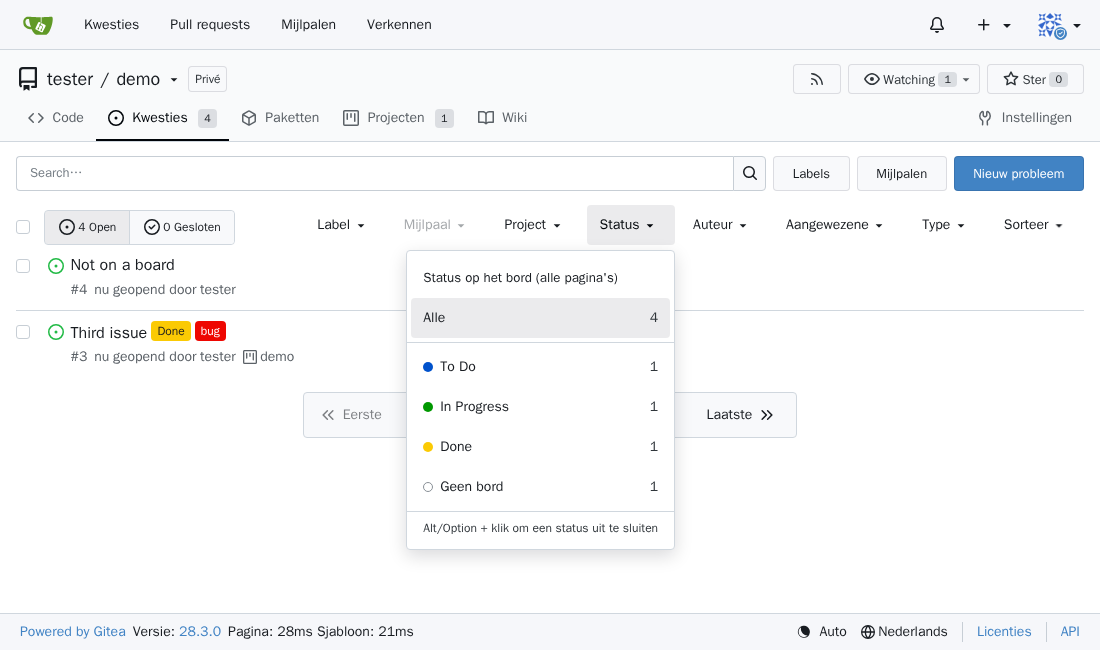 Kwesties Pull requests Mijlpalen Verkennen
tester / demo Privé Watching 1 Ster 0
Code Kwesties 4 Paketten Projecten 1 Wiki Instellingen
Search… Labels Mijlpalen Nieuw probleem
4 Open 0 Gesloten Label Mijlpaal Project Status Auteur Aangewezene Type Sorteer
Not on a board
#4 nu geopend door tester
Third issue Done bug
#3 nu geopend door tester demo
Status op het bord (alle pagina's)
Alle 4
To Do 1
In Progress 1
Done 1
Geen bord 1
Alt/Option + klik om een status uit te sluiten
Eerste Laatste
Powered by Gitea Versie: 28.3.0 Pagina: 28ms Sjabloon: 21ms Auto Nederlands Licenties API